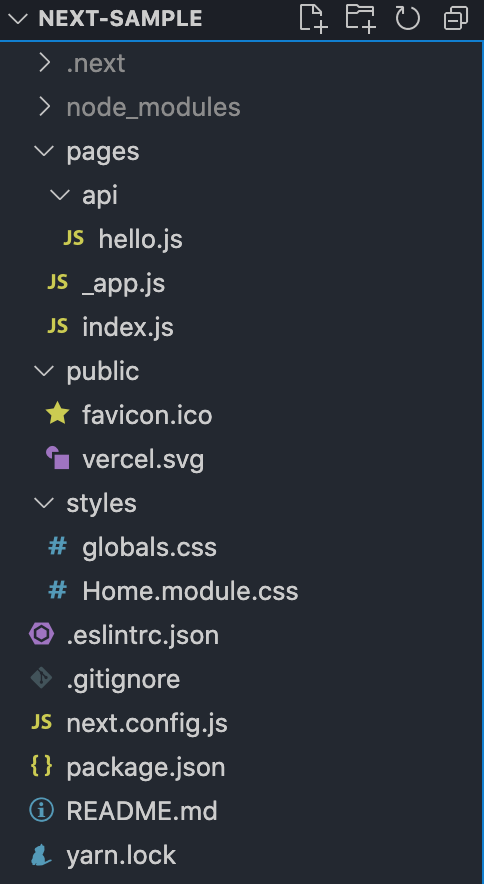 NEXT-SAMPLE
.next
node_modules
pages
api
JS hello.js
JS _app.js
JS index.js
public
favicon.ico
vercel.svg
styles
# globals.css
# Home.module.css
.eslintrc.json
.gitignore
JS next.config.js
{} package.json
README.md
yarn.lock